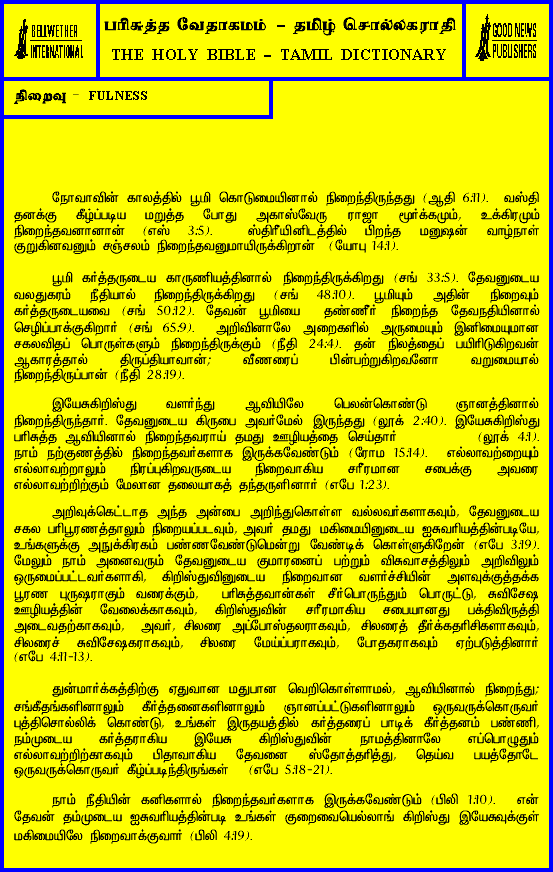 BELLWETHER
INTERNATIONAL
பரிசுத்த வேதாகமம் - தமிழ் சொல்லகராதி
THE HOLY BIBLE - TAMIL DICTIONARY
GOOD NEWS
PUBLISHERS
நிறைவு - FULNESS
நோவாவின் காலத்தில் பூமி கொடுமையினால் நிறைந்திருந்தது (ஆதி 6:11). வஸ்தி
தனக்கு கீழ்ப்படிய மறுத்த போது அகாஸ்வேரு ராஜா மூர்க்கமும், உக்கிரமும்
நிறைந்தவனானான் (எஸ் 3:5). ஸ்திரீயினிடத்தில் பிறந்த மனுஷன் வாழ்நாள்
குறுகினவனும் சஞ்சலம் நிறைந்தவனுமாயிருக்கிறான் (யோபு 14:1).
பூமி கர்த்தருடைய காருணியத்தினால் நிறைந்திருக்கிறது (சங் 33:5). தேவனுடைய
வலதுகரம் நீதியால் நிறைந்திருக்கிறது (சங் 48:10). பூமியும் அதின் நிறைவும்
கர்த்தருடையவை (சங் 50:12). தேவன் பூமியை தண்ணீர் நிறைந்த தேவநதியினால்
செழிப்பாக்குகிறார் (சங் 65:9). அறிவினாலே அறைகளில் அருமையும் இனிமையுமான
சகலவிதப் பொருள்களும் நிறைந்திருக்கும் (நீதி 24:4). தன் நிலத்தைப் பயிரிடுகிறவன்
ஆகாரத்தால் திருப்தியாவான்; வீணரைப் பின்பற்றுகிறவனோ வறுமையால்
நிறைந்திருப்பான் (நீதி 28:19).
இயேசுகிறிஸ்து வளர்ந்து ஆவியிலே பெலன்கொண்டு ஞானத்தினால்
நிறைந்திருந்தார். தேவனுடைய கிருபை அவர்மேல் இருந்தது (லூக் 2:40). இயேசுகிறிஸ்து
பரிசுத்த ஆவியினால் நிறைந்தவராய் தமது ஊழியத்தை செய்தார் (லூக் 4:1).
நாம் நற்குணத்தில் நிறைந்தவர்களாக இருக்கவேண்டும் (ரோம 15:14). எல்லாவற்றையும்
எல்லாவற்றாலும் நிரப்புகிறவருடைய நிறைவாகிய சரீரமான சபைக்கு அவரை
எல்லாவற்றிற்கும் மேலான தலையாகத் தந்தருளினார் (எபே 1:23).
அறிவுக்கெட்டாத அந்த அன்பை அறிந்துகொள்ள வல்லவர்களாகவும், தேவனுடைய
சகல பரிபூரணத்தாலும் நிறையப்படவும், அவர் தமது மகிமையினுடைய ஐசுவரியத்தின்படியே,
உங்களுக்கு அநுக்கிரகம் பண்ணவேண்டுமென்று வேண்டிக் கொள்ளுகிறேன் (எபே 3:19).
மேலும் நாம் அனைவரும் தேவனுடைய குமாரனைப் பற்றும் விசுவாசத்திலும் அறிவிலும்
ஒருமைப்பட்டவர்களாகி, கிறிஸ்துவினுடைய நிறைவான வளர்ச்சியின் அளவுக்குத்தக்க
பூரண புருஷராகும் வரைக்கும், பரிசுத்தவான்கள் சீர்பொருந்தும் பொருட்டு, சுவிசேஷ
ஊழியத்தின் வேலைக்காகவும், கிறிஸ்துவின் சரீரமாகிய சபையானது பக்திவிருத்தி
அடைவதற்காகவும், அவர், சிலரை அப்போஸ்தலராகவும், சிலரைத் தீர்க்கதரிசிகளாகவும்,
சிலரைச் சுவிசேஷகராகவும், சிலரை மேய்ப்பராகவும், போதகராகவும் ஏற்படுத்தினார்
(எபே 4:11-13).
துன்மார்க்கத்திற்கு ஏதுவான மதுபான வெறிகொள்ளாமல், ஆவியினால் நிறைந்து;
சங்கீதங்களினாலும் கீர்த்தனைகளினாலும் ஞானப்பட்டுகளினாலும் ஒருவருக்கொருவர்
புத்திசொல்லிக் கொண்டு, உங்கள் இருதயத்தில் கர்த்தரைப் பாடிக் கீர்த்தனம் பண்ணி,
நம்முடைய கர்த்தராகிய இயேசு கிறிஸ்துவின் நாமத்தினாலே எப்பொழுதும்
எல்லாவற்றிற்காகவும் பிதாவாகிய தேவனை ஸ்தோத்தரித்து, தெய்வ பயத்தோடே
ஒருவருக்கொருவர் கீழ்ப்படிந்திருங்கள் (எபே 5:18-21).
நாம் நீதியின் கனிகளால் நிறைந்தவர்களாக இருக்கவேண்டும் (பிலி 1:10). என்
தேவன் தம்முடைய ஐசுவரியத்தின்படி உங்கள் குறைவையெல்லாங் கிறிஸ்து இயேசுவுக்குள்
மகிமையிலே நிறைவாக்குவார் (பிலி 4:19).